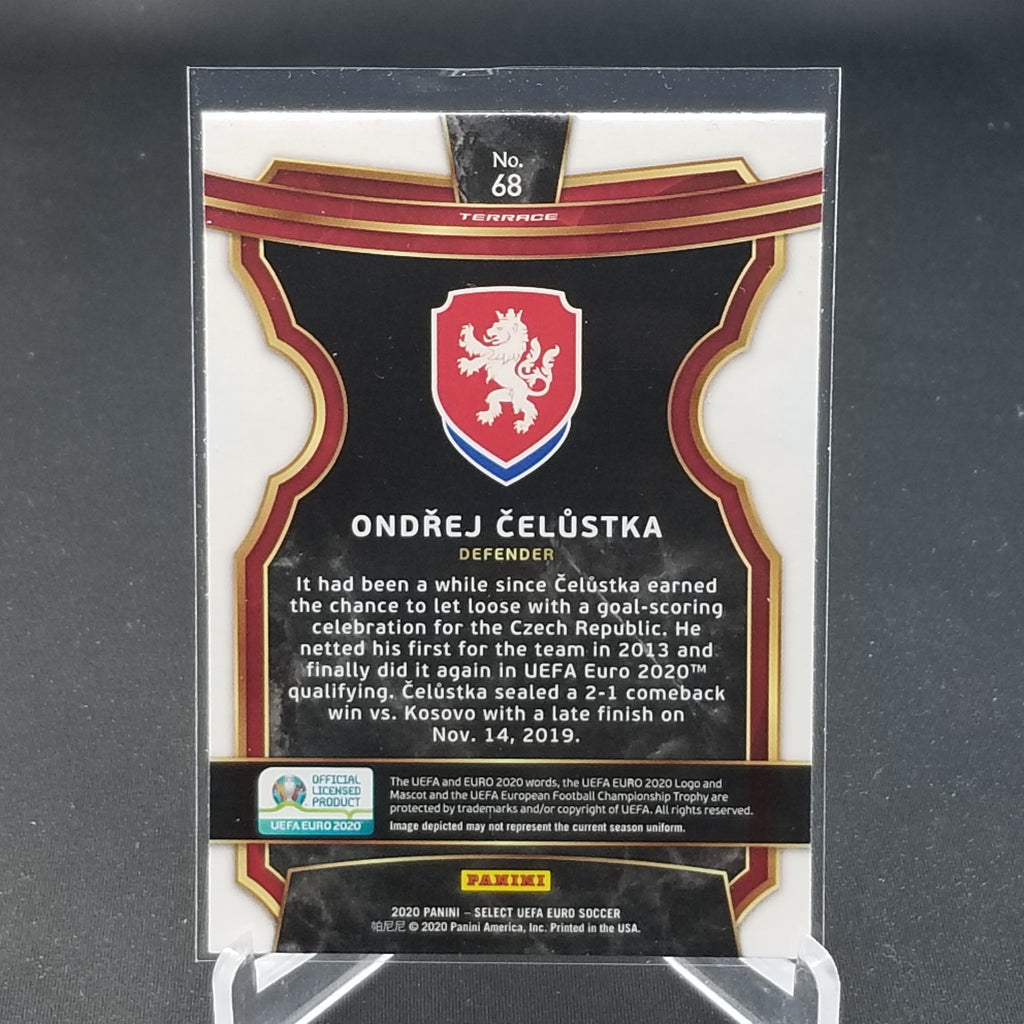 No.
68
TERRACE
ONDŘEJ ČELŮSTKA
DEFENDER
It had been a while since Čelůstka earned
the chance to let loose with a goal-scoring
celebration for the Czech Republic. He
netted his first for the team in 2013 and
finally did it again in UEFA Euro 2020™
qualifying. Čelůstka sealed a 2-1 comeback
win vs. Kosovo with a late finish on
Nov. 14, 2019.
OFFICIAL
LICENSED
PRODUCT
UEFA EURO 2020
The UEFA and EURO 2020 words, the UEFA EURO 2020 Logo and
Mascot and the UEFA European Football Championship Trophy are
protected by trademarks and/or copyright of UEFA. All rights reserved.
Image depicted may not represent the current season uniform.
PANINI
2020 PANINI – SELECT UEFA EURO SOCCER
帕尼尼 © 2020 Panini America, Inc. Printed in the USA.